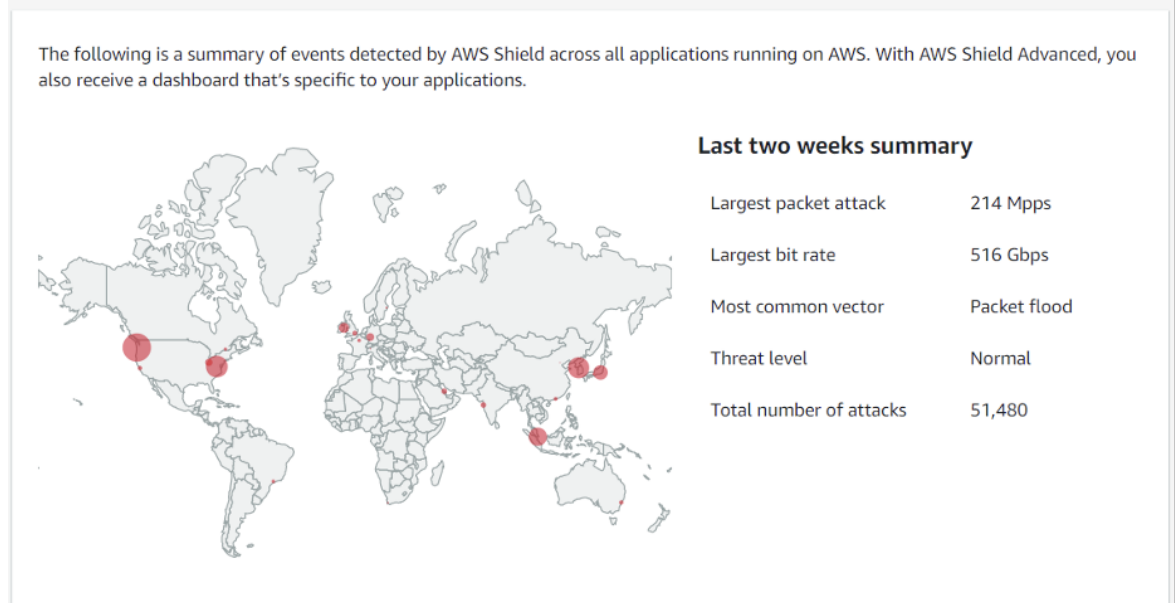 The following is a summary of events detected by AWS Shield across all applications running on AWS. With AWS Shield Advanced, you
also receive a dashboard that's specific to your applications.
Last two weeks summary
Largest packet attack 214 Mpps
Largest bit rate 516 Gbps
Most common vector Packet flood
Threat level Normal
Total number of attacks 51,480